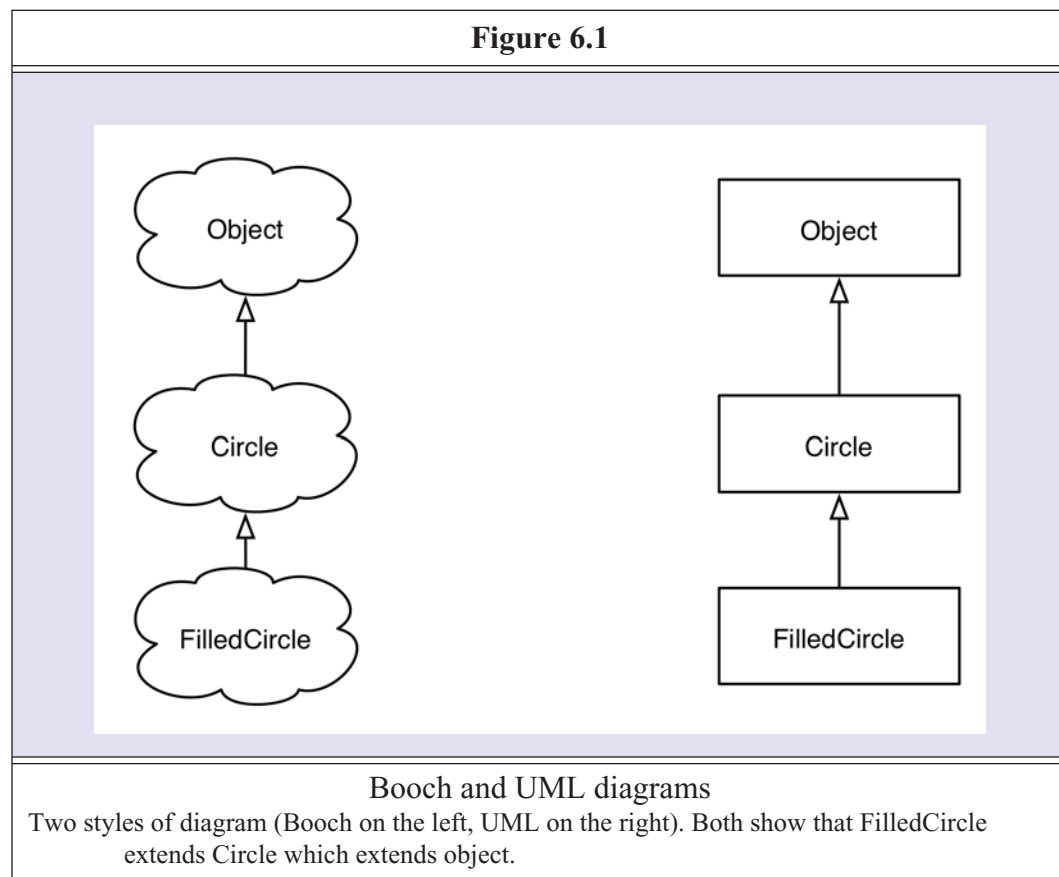 Figure 6.1
Object
Circle
FilledCircle
Object
Circle
FilledCircle
Booch and UML diagrams
Two styles of diagram (Booch on the left, UML on the right). Both show that FilledCircle
extends Circle which extends object.